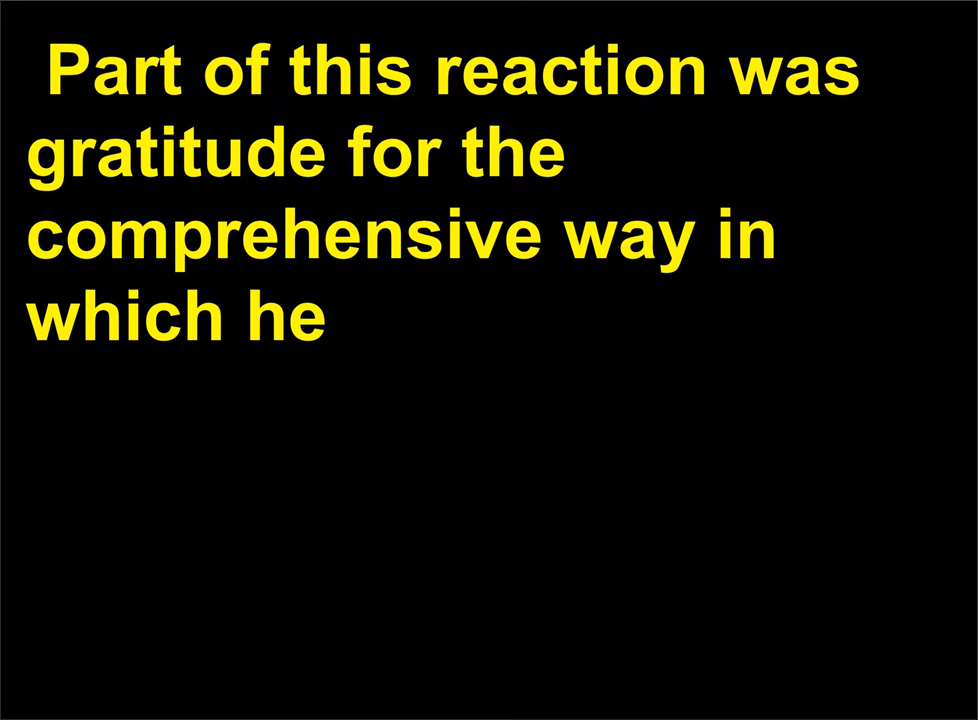 Part of this reaction was
gratitude for the
comprehensive way in
which he